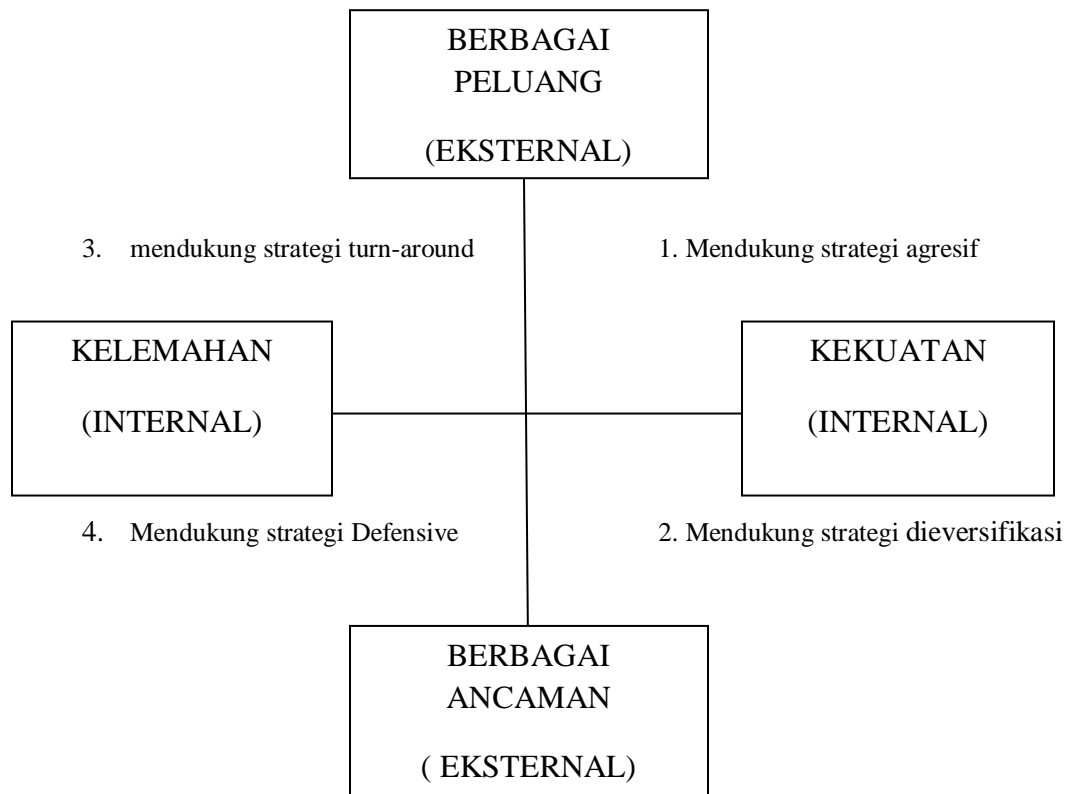 BERBAGAI
PELUANG
(EKSTERNAL)
3. mendukung strategi turn-around
1. Mendukung strategi agresif
KELEMAHAN
(INTERNAL)
KEKUATAN
(INTERNAL)
4. Mendukung strategi Defensive
2. Mendukung strategi dieversifikasi
BERBAGAI
ANCAMAN
( EKSTERNAL)